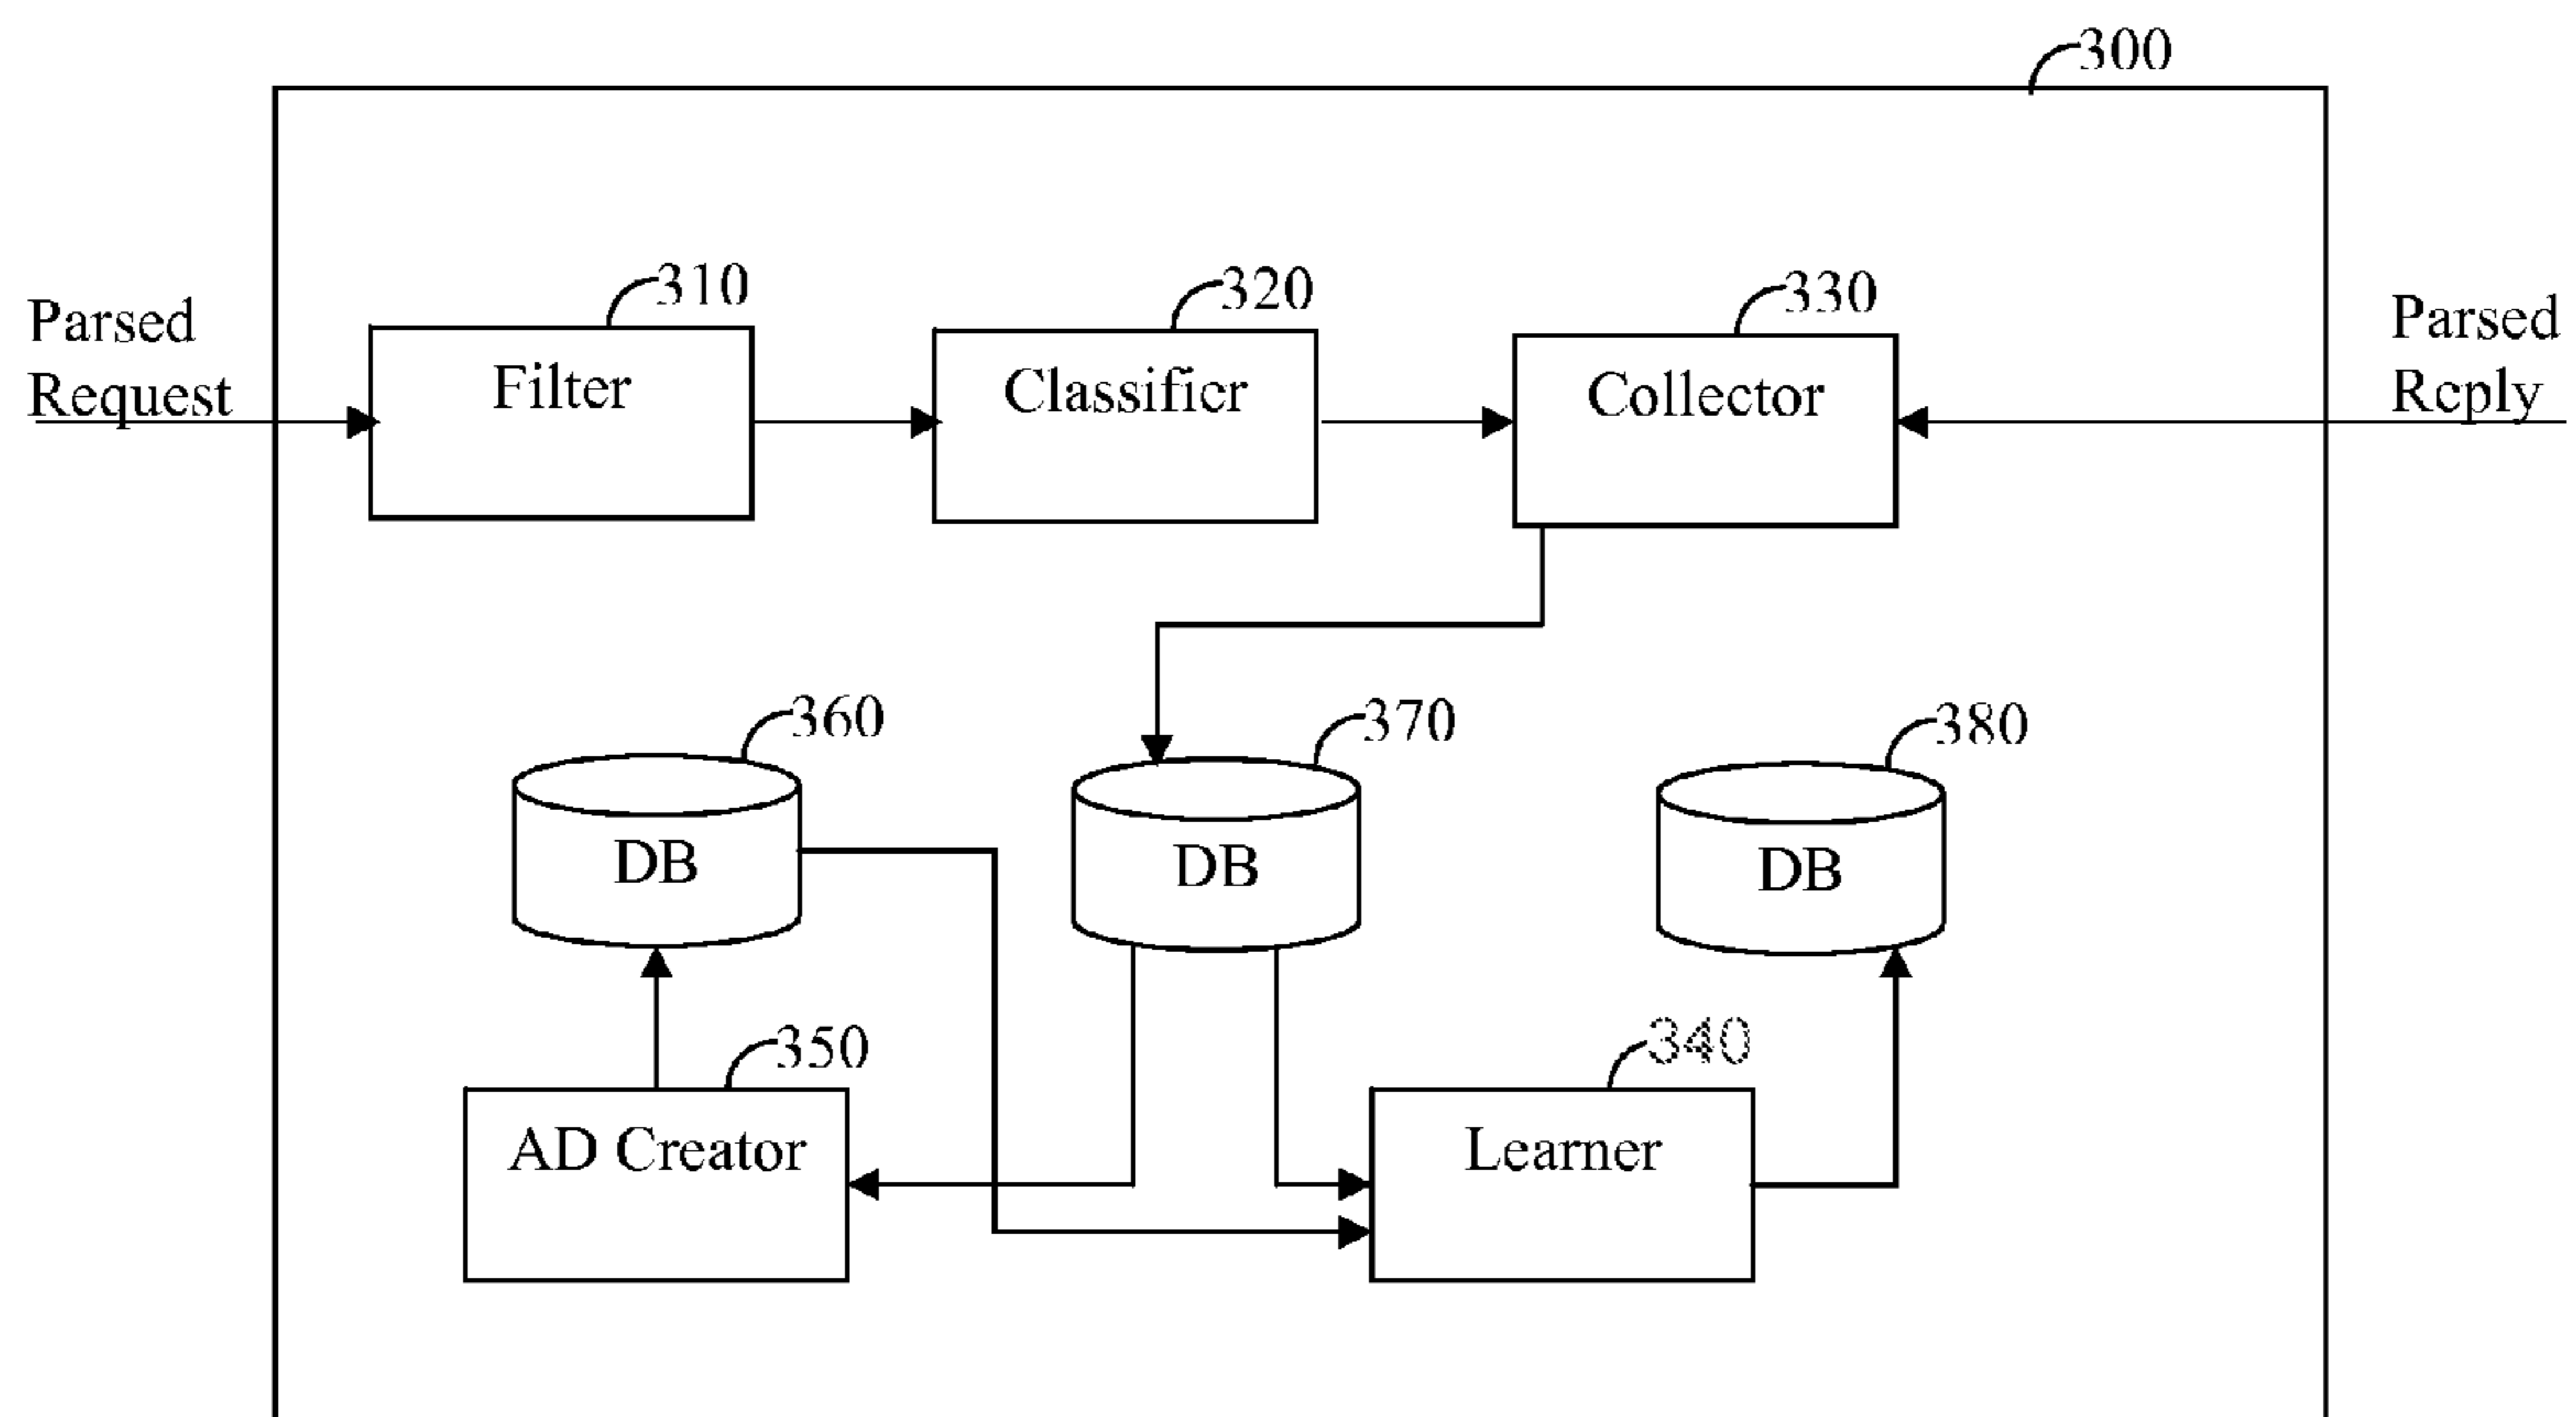 300
310
320
330
Parsed
Request
Filter
Classifier
Collector
Parsed
Reply
360
370
380
DB
DB
DB
350
340
AD Creator
Learner